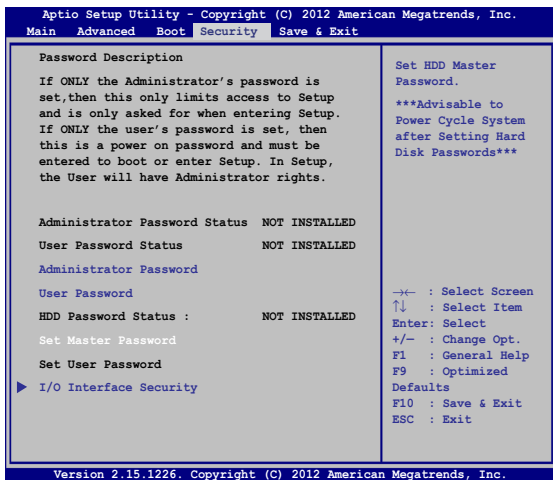 Aptio Setup Utility - Copyright (C) 2012 American Megatrends, Inc.
Main Advanced Boot Security Save & Exit
Password Description
If ONLY the Administrator's password is
set,then this only limits access to Setup
and is only asked for when entering Setup.
If ONLY the user's password is set, then
this is a power on password and must be
entered to boot or enter Setup. In Setup,
the User will have Administrator rights.
Administrator Password Status NOT INSTALLED
User Password Status NOT INSTALLED
Administrator Password
User Password
HDD Password Status : NOT INSTALLED
Set Master Password
Set User Password
I/O Interface Security
Set HDD Master
Password.
***Advisable to
Power Cycle System
after Setting Hard
Disk Passwords***
→← : Select Screen
↑↓ : Select Item
Enter: Select
+/— : Change Opt.
F1 : General Help
F9 : Optimized
Defaults
F10 : Save & Exit
ESC : Exit
Version 2.15.1226. Copyright (C) 2012 American Megatrends, Inc.